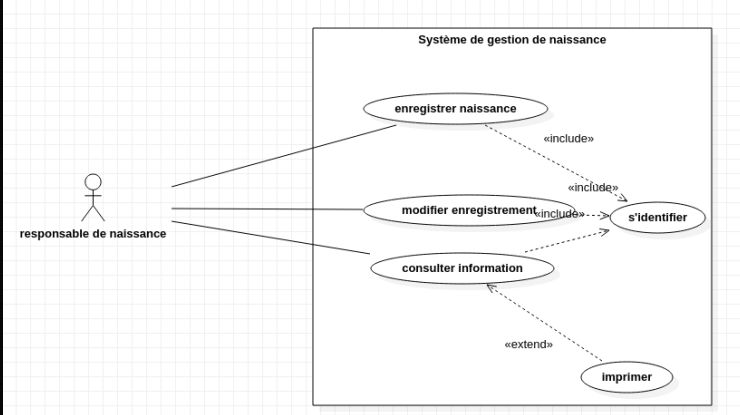 Système de gestion de naissance
enregistrer naissance
«include»
«include»
modifier enregistrement
«include»
s'identifier
responsable de naissance
consulter information
«extend»
imprimer